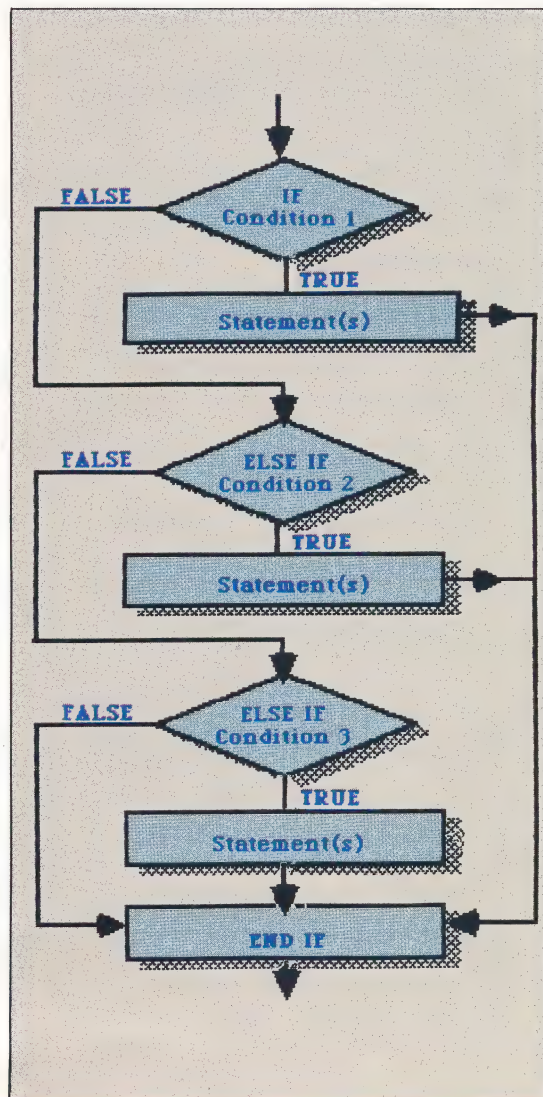 FALSE
IF
Condition 1
TRUE
Statement(s)
FALSE
ELSE IF
Condition 2
TRUE
Statement(s)
FALSE
ELSE IF
Condition 3
TRUE
Statement(s)
END IF